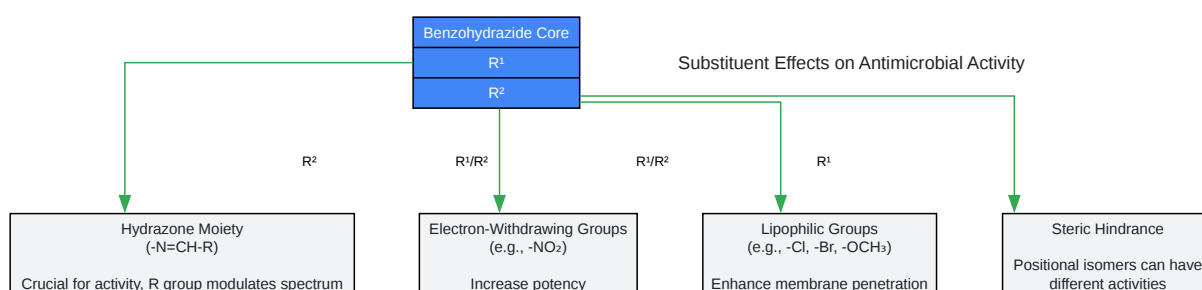 Benzohydrazide Core
R¹
R²
Substituent Effects on Antimicrobial Activity
R²
R¹/R²
R¹/R²
R¹
Hydrazone Moiety
(-N=CH-R)
Crucial for activity, R group modulates spectrum
Electron-Withdrawing Groups
(e.g., -NO₂)
Increase potency
Lipophilic Groups
(e.g., -Cl, -Br, -OCH₃)
Enhance membrane penetration
Steric Hindrance
Positional isomers can have
different activities